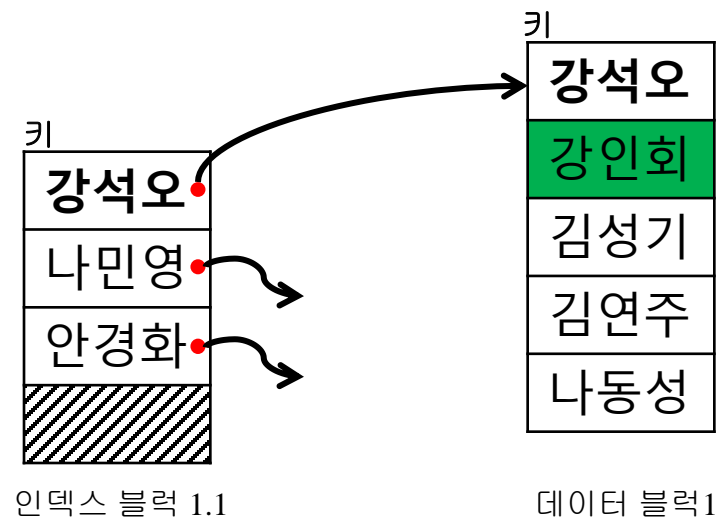 키
강석오
나민영
안경화
인덱스 블럭 1.1
키
강석오
강인회
김성기
김연주
나동성
데이터 블럭1